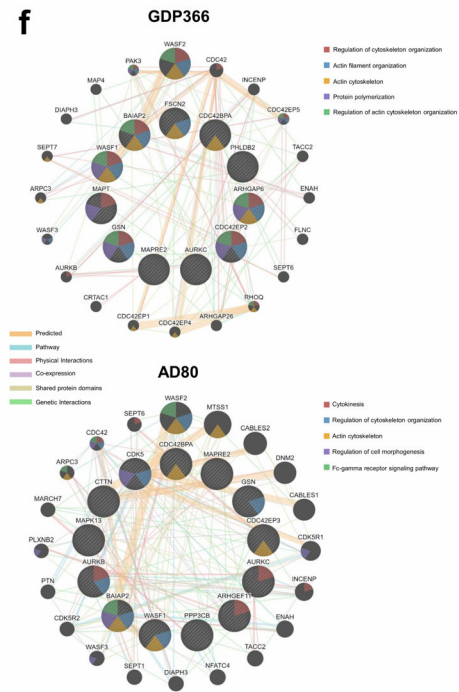 f
GDP366
WASF2
PAK3
CDC42
MAP4
INCENP
DIAPH3
FSCN2
CDC42EP5
BAIAP2
CDC42BPA
SEPT7
PHLDB2
TACC2
WASF1
ARPC3
ENAH
MAPT
ARHGAP6
WASF3
FLNC
GSN
CDC42EP2
AURKB
MAPRE2
AURKC
SEPT6
CRTAC1
RHOQ
CDC42EP1
CDC42EP4
ARHGAP26
Regulation of cytoskeleton organization
Actin filament organization
Actin cytoskeleton
Protein polymerization
Regulation of actin cytoskeleton organization
Predicted
Pathway
Physical Interactions
Co-expression
Shared protein domains
Genetic Interactions
AD80
WASF2
SEPT6
MTSS1
CDC42
CDC42BPA
CABLES2
CDK5
MAPRE2
ARPC3
DNM2
CTTN
GSN
MARCH7
CABLES1
MAPK13
CDC42EP3
PLXNB2
CDK5R1
AURKB
AURKC
PTN
INCENP
BAIAP2
ARHGEF11
CDK5R2
WASF1
PPP3CB
ENAH
WASF3
TACC2
SEPT1
DIAPH3
NFATC4
Cytokinesis
Regulation of cytoskeleton organization
Actin cytoskeleton
Regulation of cell morphogenesis
Fc-gamma receptor signaling pathway